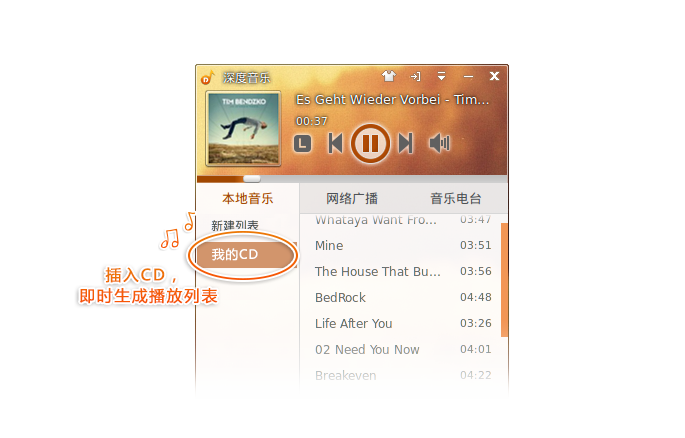 深度音乐
TIM BENDZKO
Es Geht Wieder Vorbei - Tim...
00:37
L
本地音乐 网络广播 音乐电台
新建列表
我的CD
插入CD，
即时生成播放列表
Whataya Want Fro... 03:47
Mine 03:51
The House That Bu... 03:56
BedRock 04:48
Life After You 03:26
02 Need You Now 04:01
Breakeven 04:22